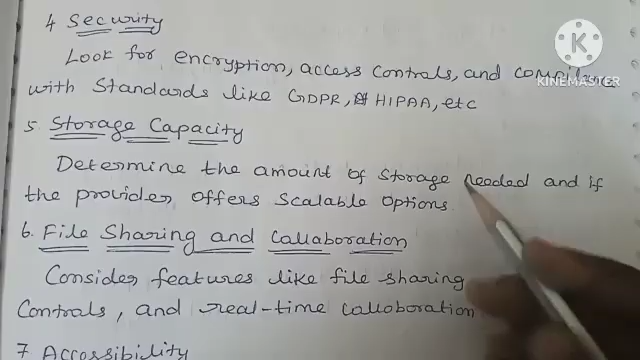 4 Security
Look for encryption, access controls, and
with Standards like GDPR, HIPAA, etc
5. Storage Capacity
Determine the amount of storage needed and if
the provider offers scalable options.
6. File Sharing and Collaboration
Consider features like file sharing
Controls, and real-time collaboration
7 Accessibility
K
KINEMASTER